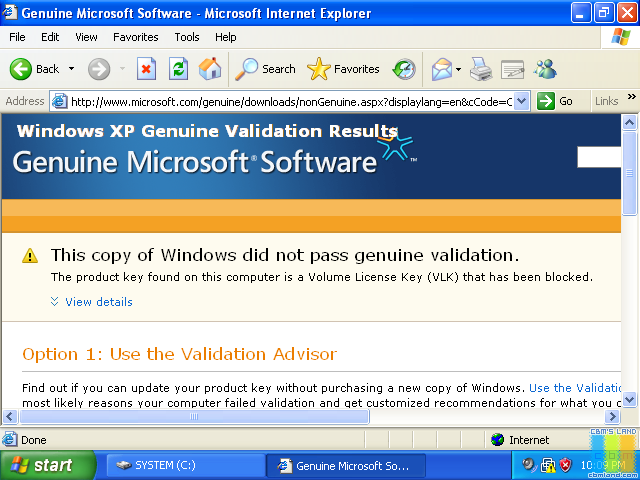 Genuine Microsoft Software - Microsoft Internet Explorer
File Edit View Favorites Tools Help
Back Search Favorites
Address http://www.microsoft.com/genuine/downloads/nonGenuine.aspx?displaylang=en&cCode=C Go Links »
Windows XP Genuine Validation Results
Genuine Microsoft® Software™
This copy of Windows did not pass genuine validation.
The product key found on this computer is a Volume License Key (VLK) that has been blocked.
View details
Option 1: Use the Validation Advisor
Find out if you can update your product key without purchasing a new copy of Windows. Use the Validatio
most likely reasons your computer failed validation and get customized recommendations for what you c
Done Internet
CBM'S LAND
start SYSTEM (C:) Genuine Microsoft So... 10:09 PM
cbmland.com